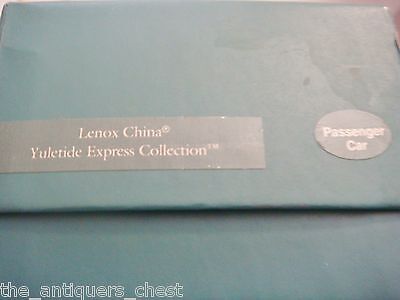 Lenox China®
Yuletide Express Collection™
Passenger
Car
the_antiquers_chest